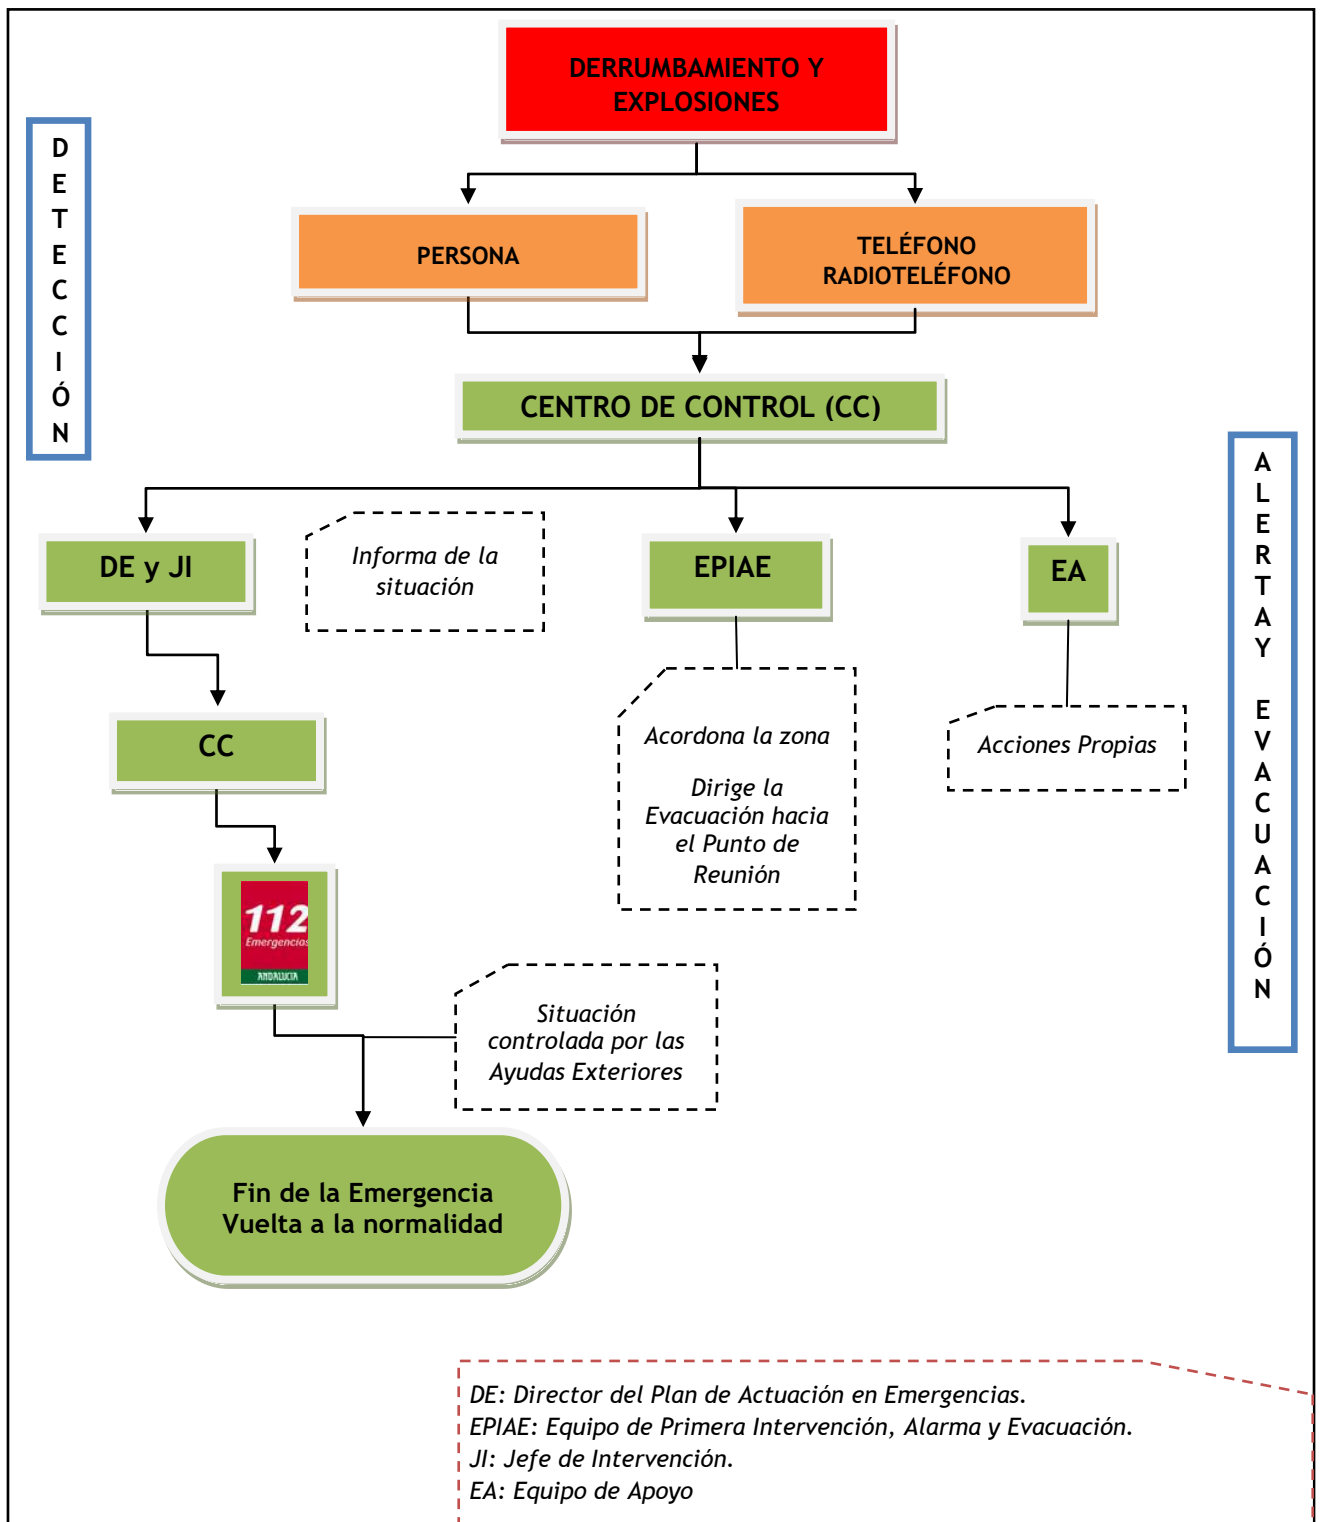 DERRUMBAMIENTO Y
EXPLOSIONES
DETECCIÓN
PERSONA
TELÉFONO
RADIOTELÉFONO
CENTRO DE CONTROL (CC)
ALERTAY EVACUACIÓN
DE y JI
Informa de la
situación
EPIAE
EA
CC
Acordona la zona
Dirige la
Evacuación hacia
el Punto de
Reunión
Acciones Propias
112
Emergencias
ANDALUCIA
Situación
controlada por las
Ayudas Exteriores
Fin de la Emergencia
Vuelta a la normalidad
DE: Director del Plan de Actuación en Emergencias.
EPIAE: Equipo de Primera Intervención, Alarma y Evacuación.
JI: Jefe de Intervención.
EA: Equipo de Apoyo